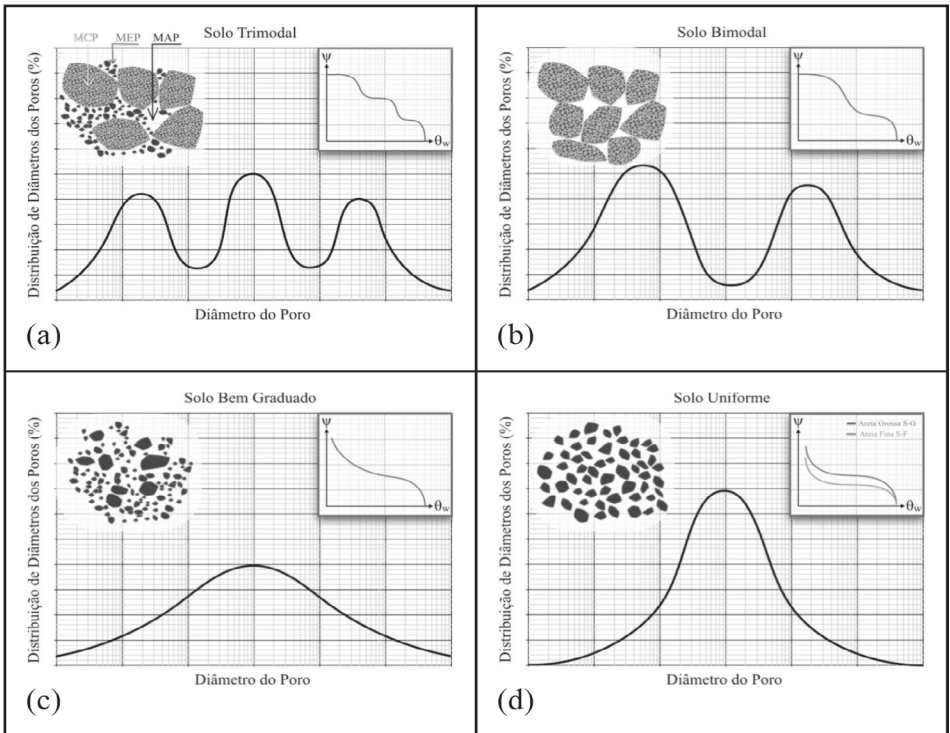 Solo Trimodal
MCP MEP MAP
Ψ
θw
Distribuição de Diâmetros dos Poros (%)
Diâmetro do Poro
(a)
Solo Bimodal
Ψ
θw
Distribuição de Diâmetros dos Poros (%)
Diâmetro do Poro
(b)
Solo Bem Graduado
Ψ
θw
Distribuição de Diâmetros dos Poros (%)
Diâmetro do Poro
(c)
Solo Uniforme
Ψ
Areia Grossa S-G
Areia Fina S-F
θw
Distribuição de Diâmetros dos Poros (%)
Diâmetro do Poro
(d)